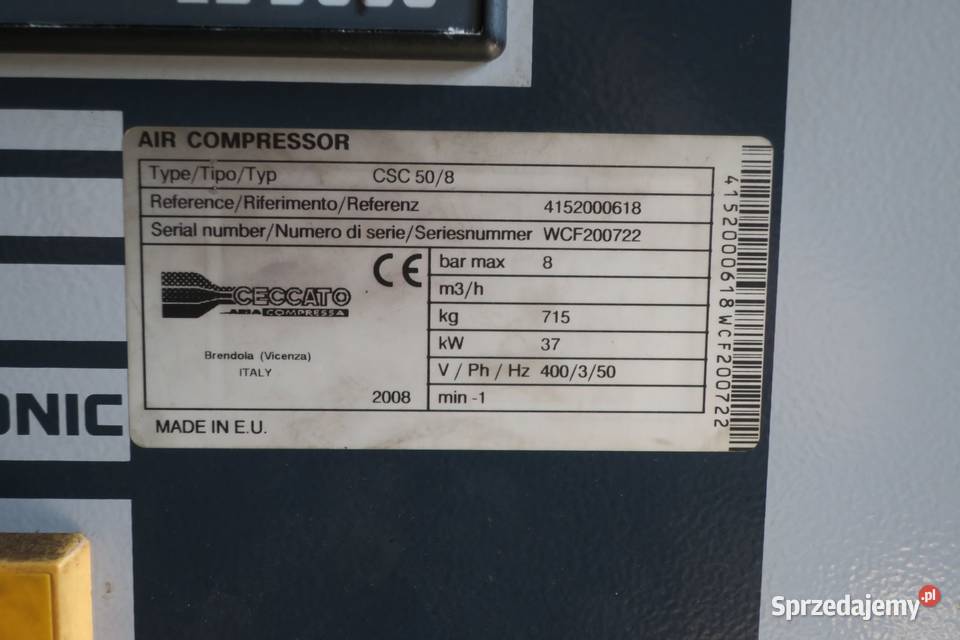 AIR COMPRESSOR
Type/Tipo/Typ CSC 50/8
Reference/Riferimento/Referenz 4152000618
Serial number/Numero di serie/Seriesnummer WCF200722
CE
bar max 8
m3/h
CECCATO
ARIA COMPRESSA
kg 715
kW 37
Brendola (Vicenza)
ITALY
V / Ph / Hz 400/3/50
2008
min -1
MADE IN E.U.
4152000618WCF200722
ONIC
Sprzedajemy.pl